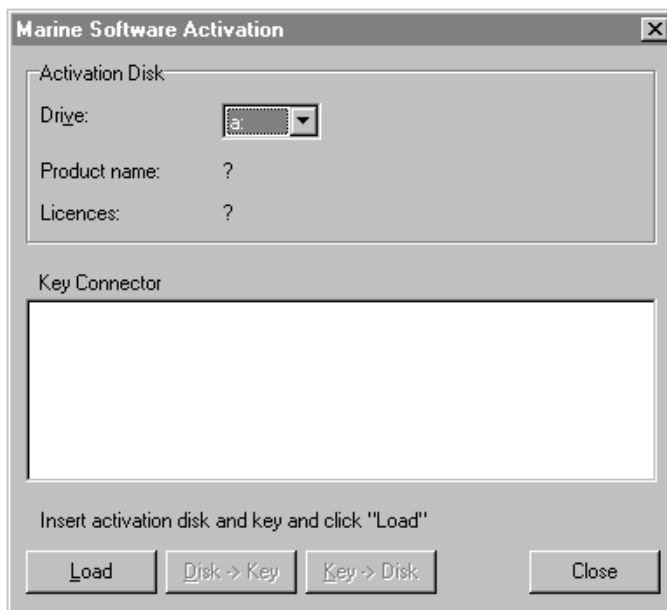 Marine Software Activation
Activation Disk
Drive:
a:
Product name:
?
Licences:
?
Key Connector
Insert activation disk and key and click "Load"
Load
Disk -> Key
Key -> Disk
Close